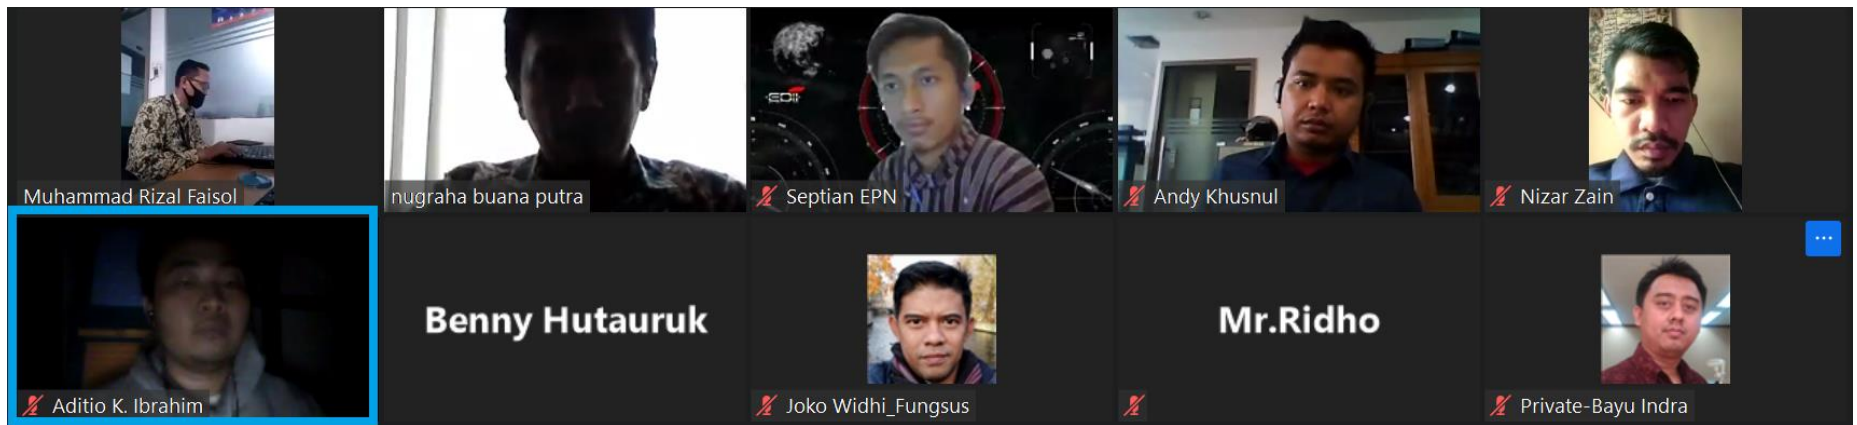 EDII
Muhammad Rizal Faisol
nugraha buana putra
Septian EPN
Andy Khusnul
Nizar Zain
Benny Hutauruk
Mr.Ridho
Aditio K. Ibrahim
Joko Widhi_Fungsus
Private-Bayu Indra